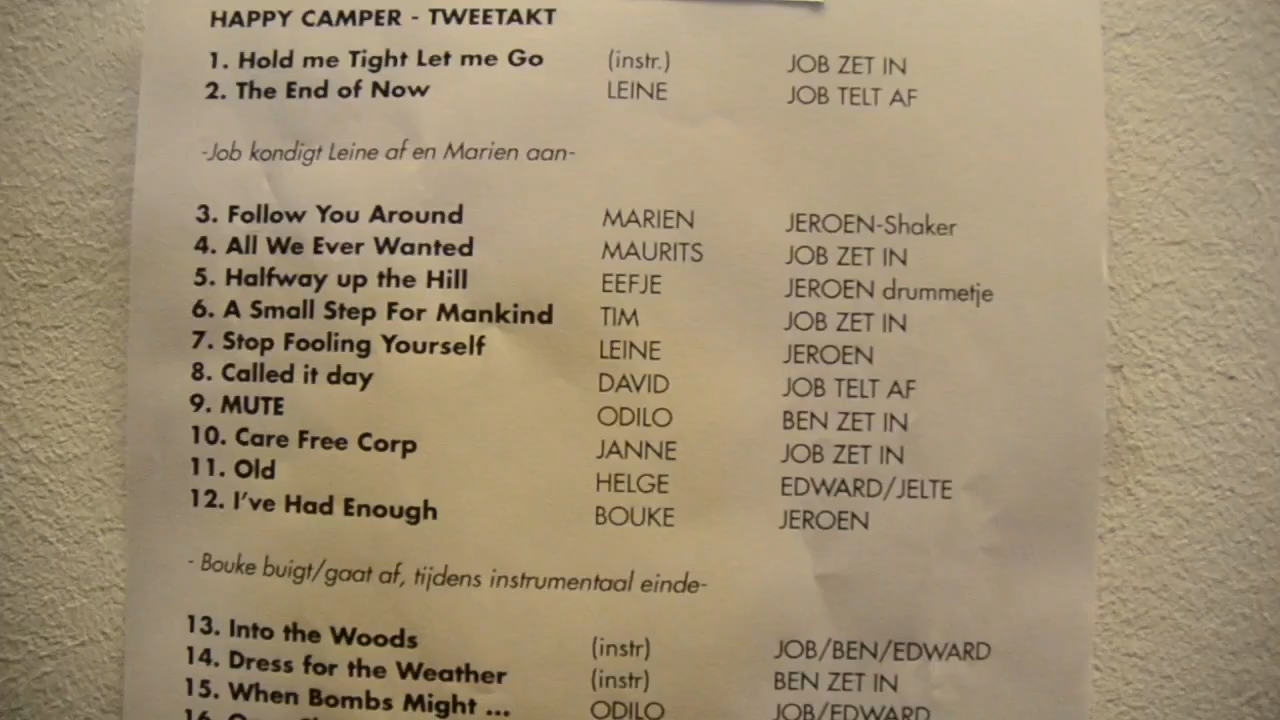 HAPPY CAMPER - TWEETAKT
1. Hold me Tight Let me Go (instr.) JOB ZET IN
2. The End of Now LEINE JOB TELT AF
-Job kondigt Leine af en Marien aan-
3. Follow You Around MARIEN JEROEN-Shaker
4. All We Ever Wanted MAURITS JOB ZET IN
5. Halfway up the Hill EEFJE JEROEN drummetje
6. A Small Step For Mankind TIM JOB ZET IN
7. Stop Fooling Yourself LEINE JEROEN
8. Called it day DAVID JOB TELT AF
9. MUTE ODILO BEN ZET IN
10. Care Free Corp JANNE JOB ZET IN
11. Old HELGE EDWARD/JELTE
12. I've Had Enough BOUKE JEROEN
- Bouke buigt/gaat af, tijdens instrumentaal einde-
13. Into the Woods (instr) JOB/BEN/EDWARD
14. Dress for the Weather (instr) BEN ZET IN
15. When Bombs Might ... ODILO JOB/EDWARD
16.